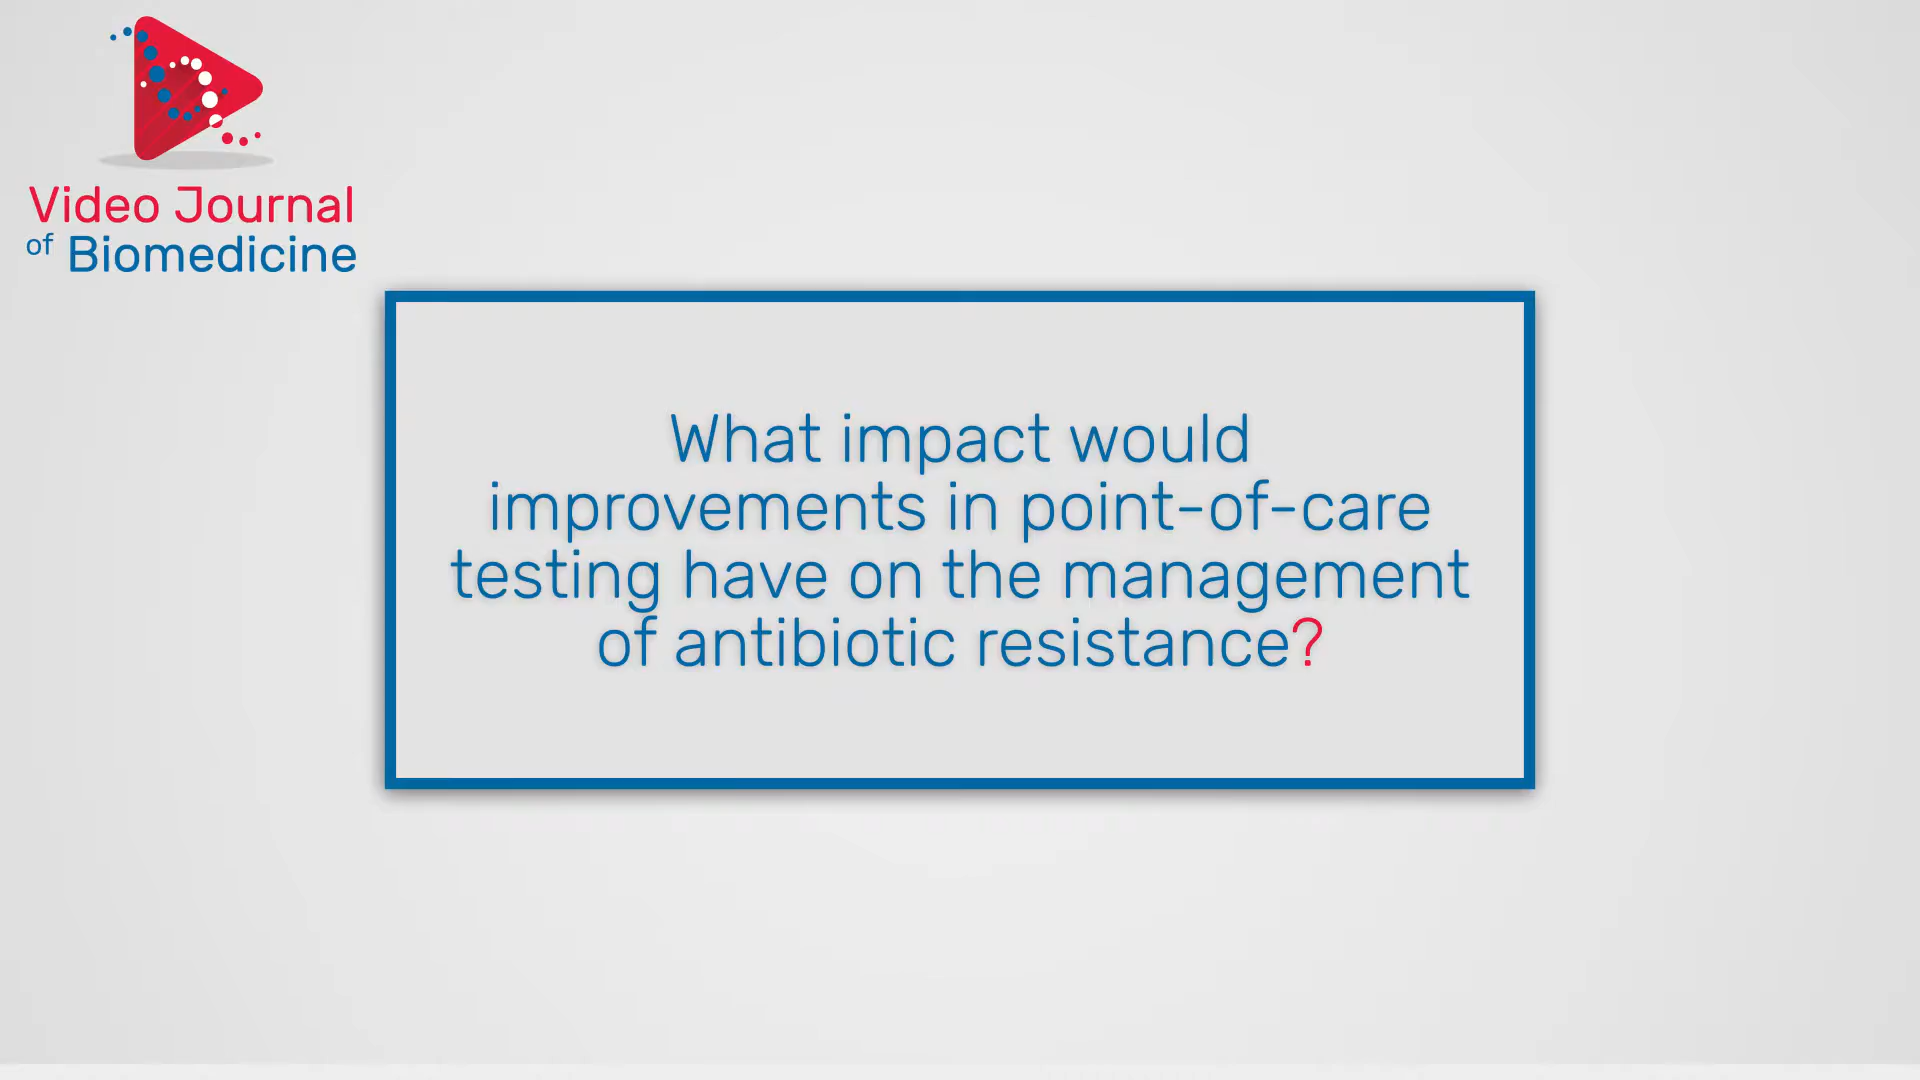 Video Journal
of Biomedicine
What impact would
improvements in point-of-care
testing have on the management
of antibiotic resistance?